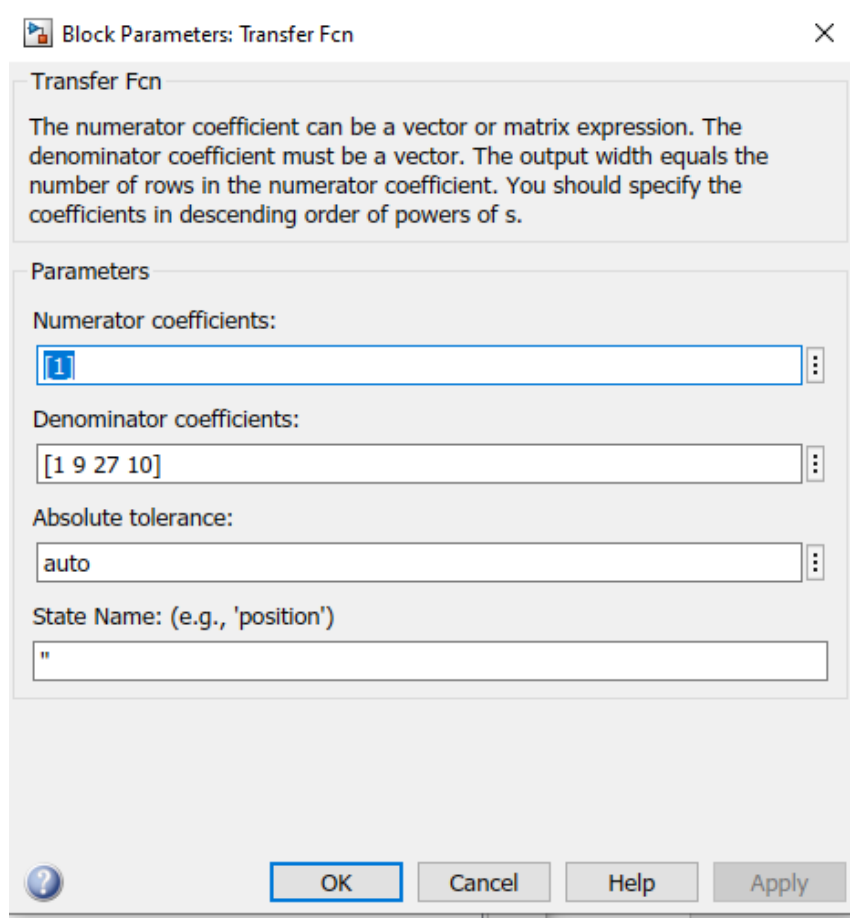 Block Parameters: Transfer Fcn
Transfer Fcn
The numerator coefficient can be a vector or matrix expression. The
denominator coefficient must be a vector. The output width equals the
number of rows in the numerator coefficient. You should specify the
coefficients in descending order of powers of s.
Parameters
Numerator coefficients:
[1]
Denominator coefficients:
[1 9 27 10]
Absolute tolerance:
auto
State Name: (e.g., 'position')
''
OK Cancel Help Apply